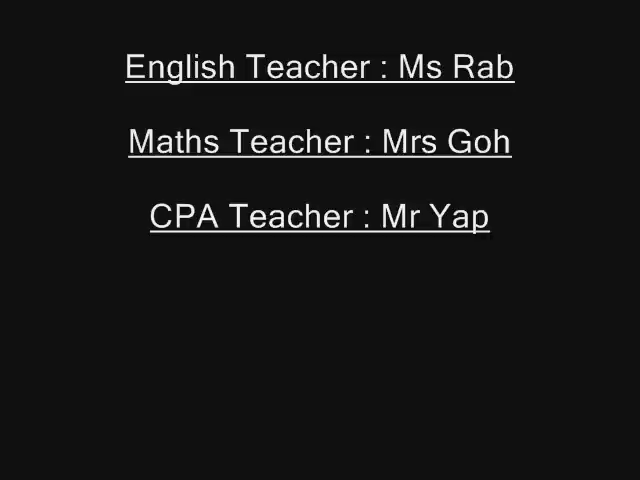 English Teacher : Ms Rab
Maths Teacher : Mrs Goh
CPA Teacher : Mr Yap